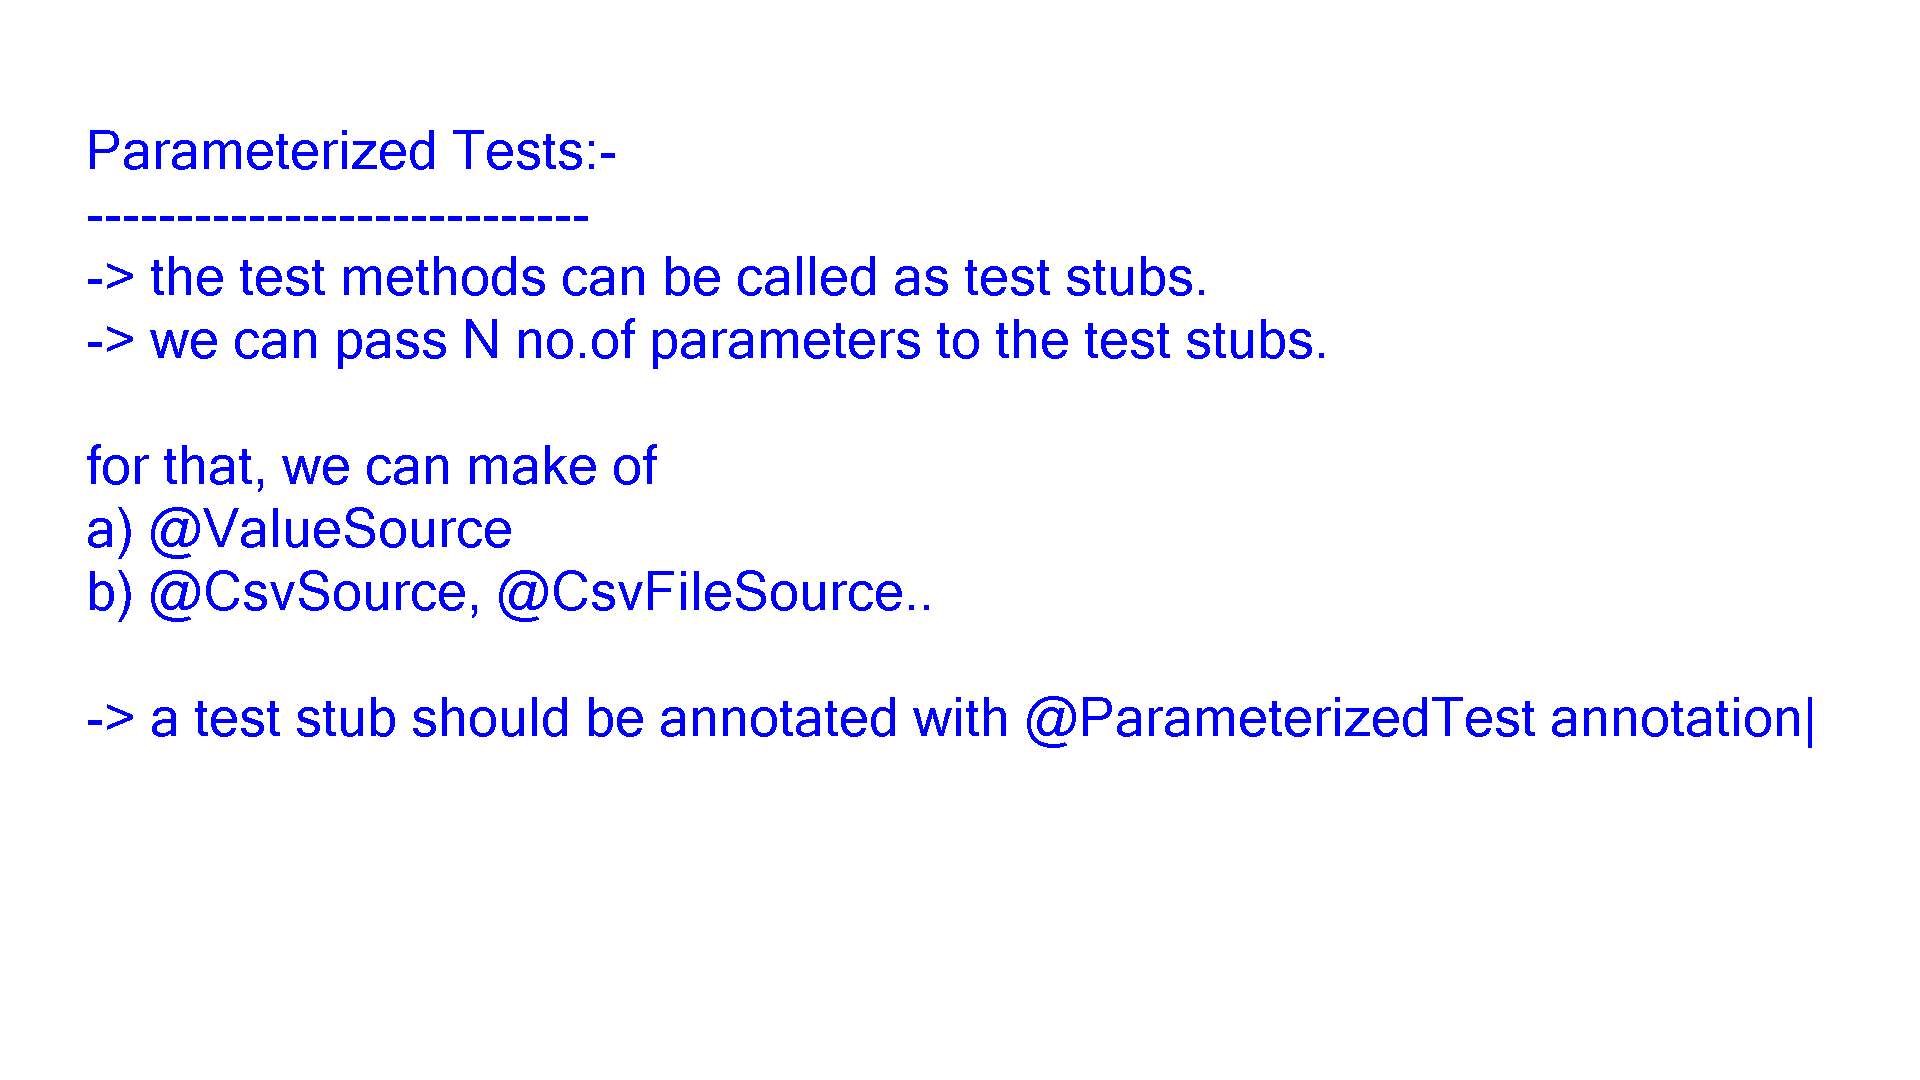 Parameterized Tests:-
----------------------------
-> the test methods can be called as test stubs.
-> we can pass N no.of parameters to the test stubs.
for that, we can make of
a) @ValueSource
b) @CsvSource, @CsvFileSource..
-> a test stub should be annotated with @ParameterizedTest annotation|